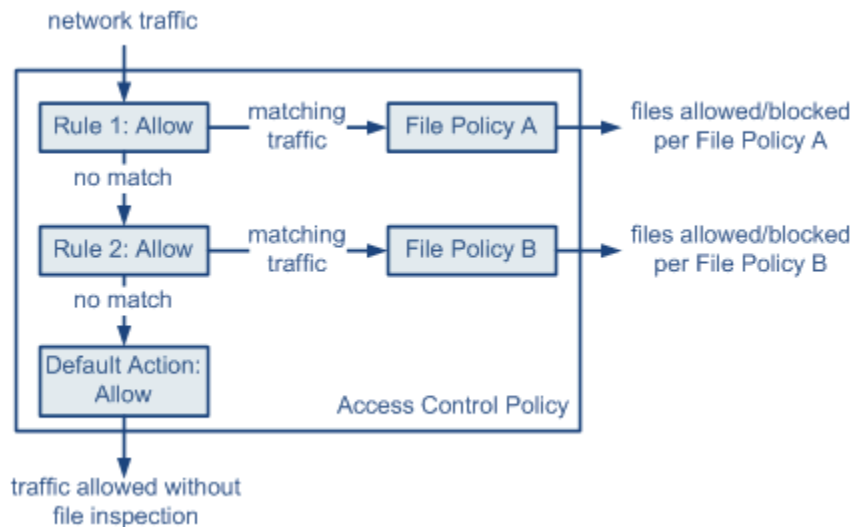 network traffic
Rule 1: Allow
matching
traffic
File Policy A
files allowed/blocked
per File Policy A
no match
Rule 2: Allow
matching
traffic
File Policy B
files allowed/blocked
per File Policy B
no match
Default Action:
Allow
Access Control Policy
traffic allowed without
file inspection